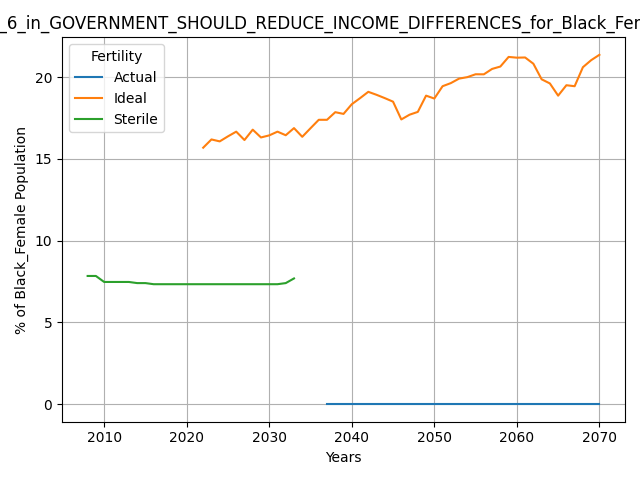 _6_in_GOVERNMENT_SHOULD_REDUCE_INCOME_DIFFERENCES_for_Black_Fer
Fertility
Actual
Ideal
Sterile
% of Black_Female Population
20
15
10
5
0
2010 2020 2030 2040 2050 2060 2070
Years